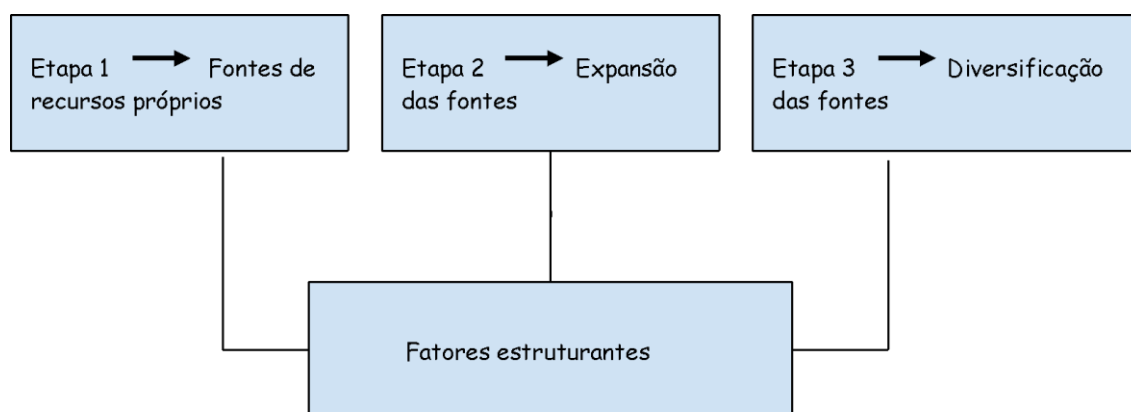 Etapa 1 → Fontes de
recursos próprios
Etapa 2 → Expansão
das fontes
Etapa 3 → Diversificação
das fontes
Fatores estruturantes